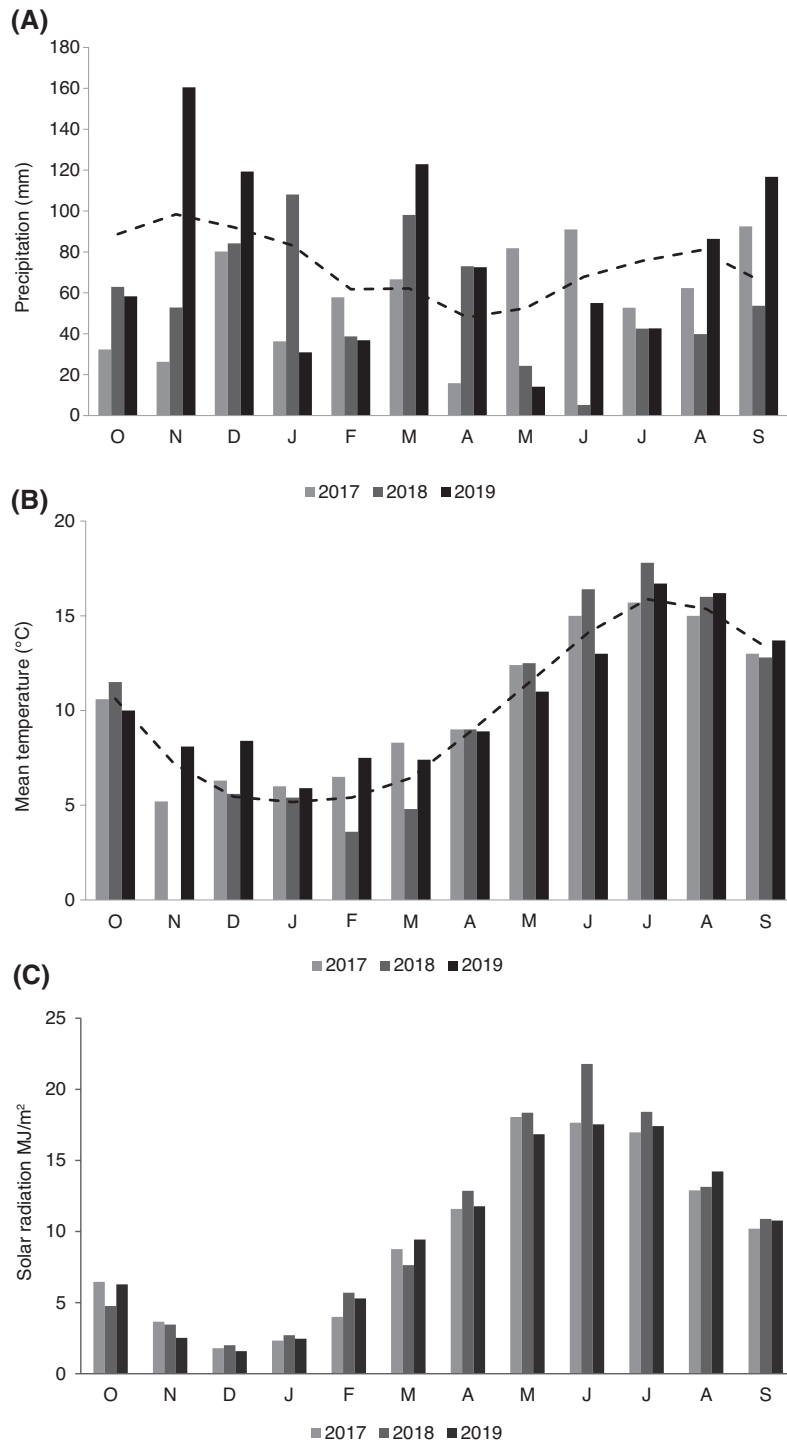 (A)
180
160
140
120
100
80
60
40
20
0
Precipitation (mm)
O N D J F M A M J J A S
2017 2018 2019
(B)
20
15
10
5
0
Mean temperature (°C)
O N D J F M A M J J A S
2017 2018 2019
(C)
25
20
15
10
5
0
Solar radiation MJ/m²
O N D J F M A M J J A S
2017 2018 2019